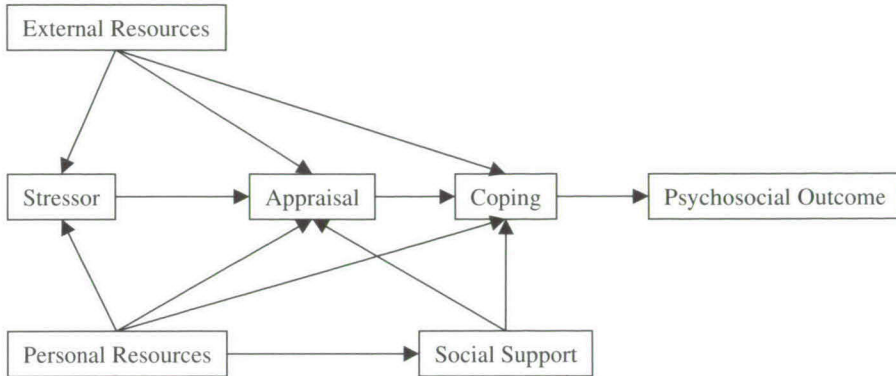 External Resources
Stressor
Appraisal
Coping
Psychosocial Outcome
Personal Resources
Social Support